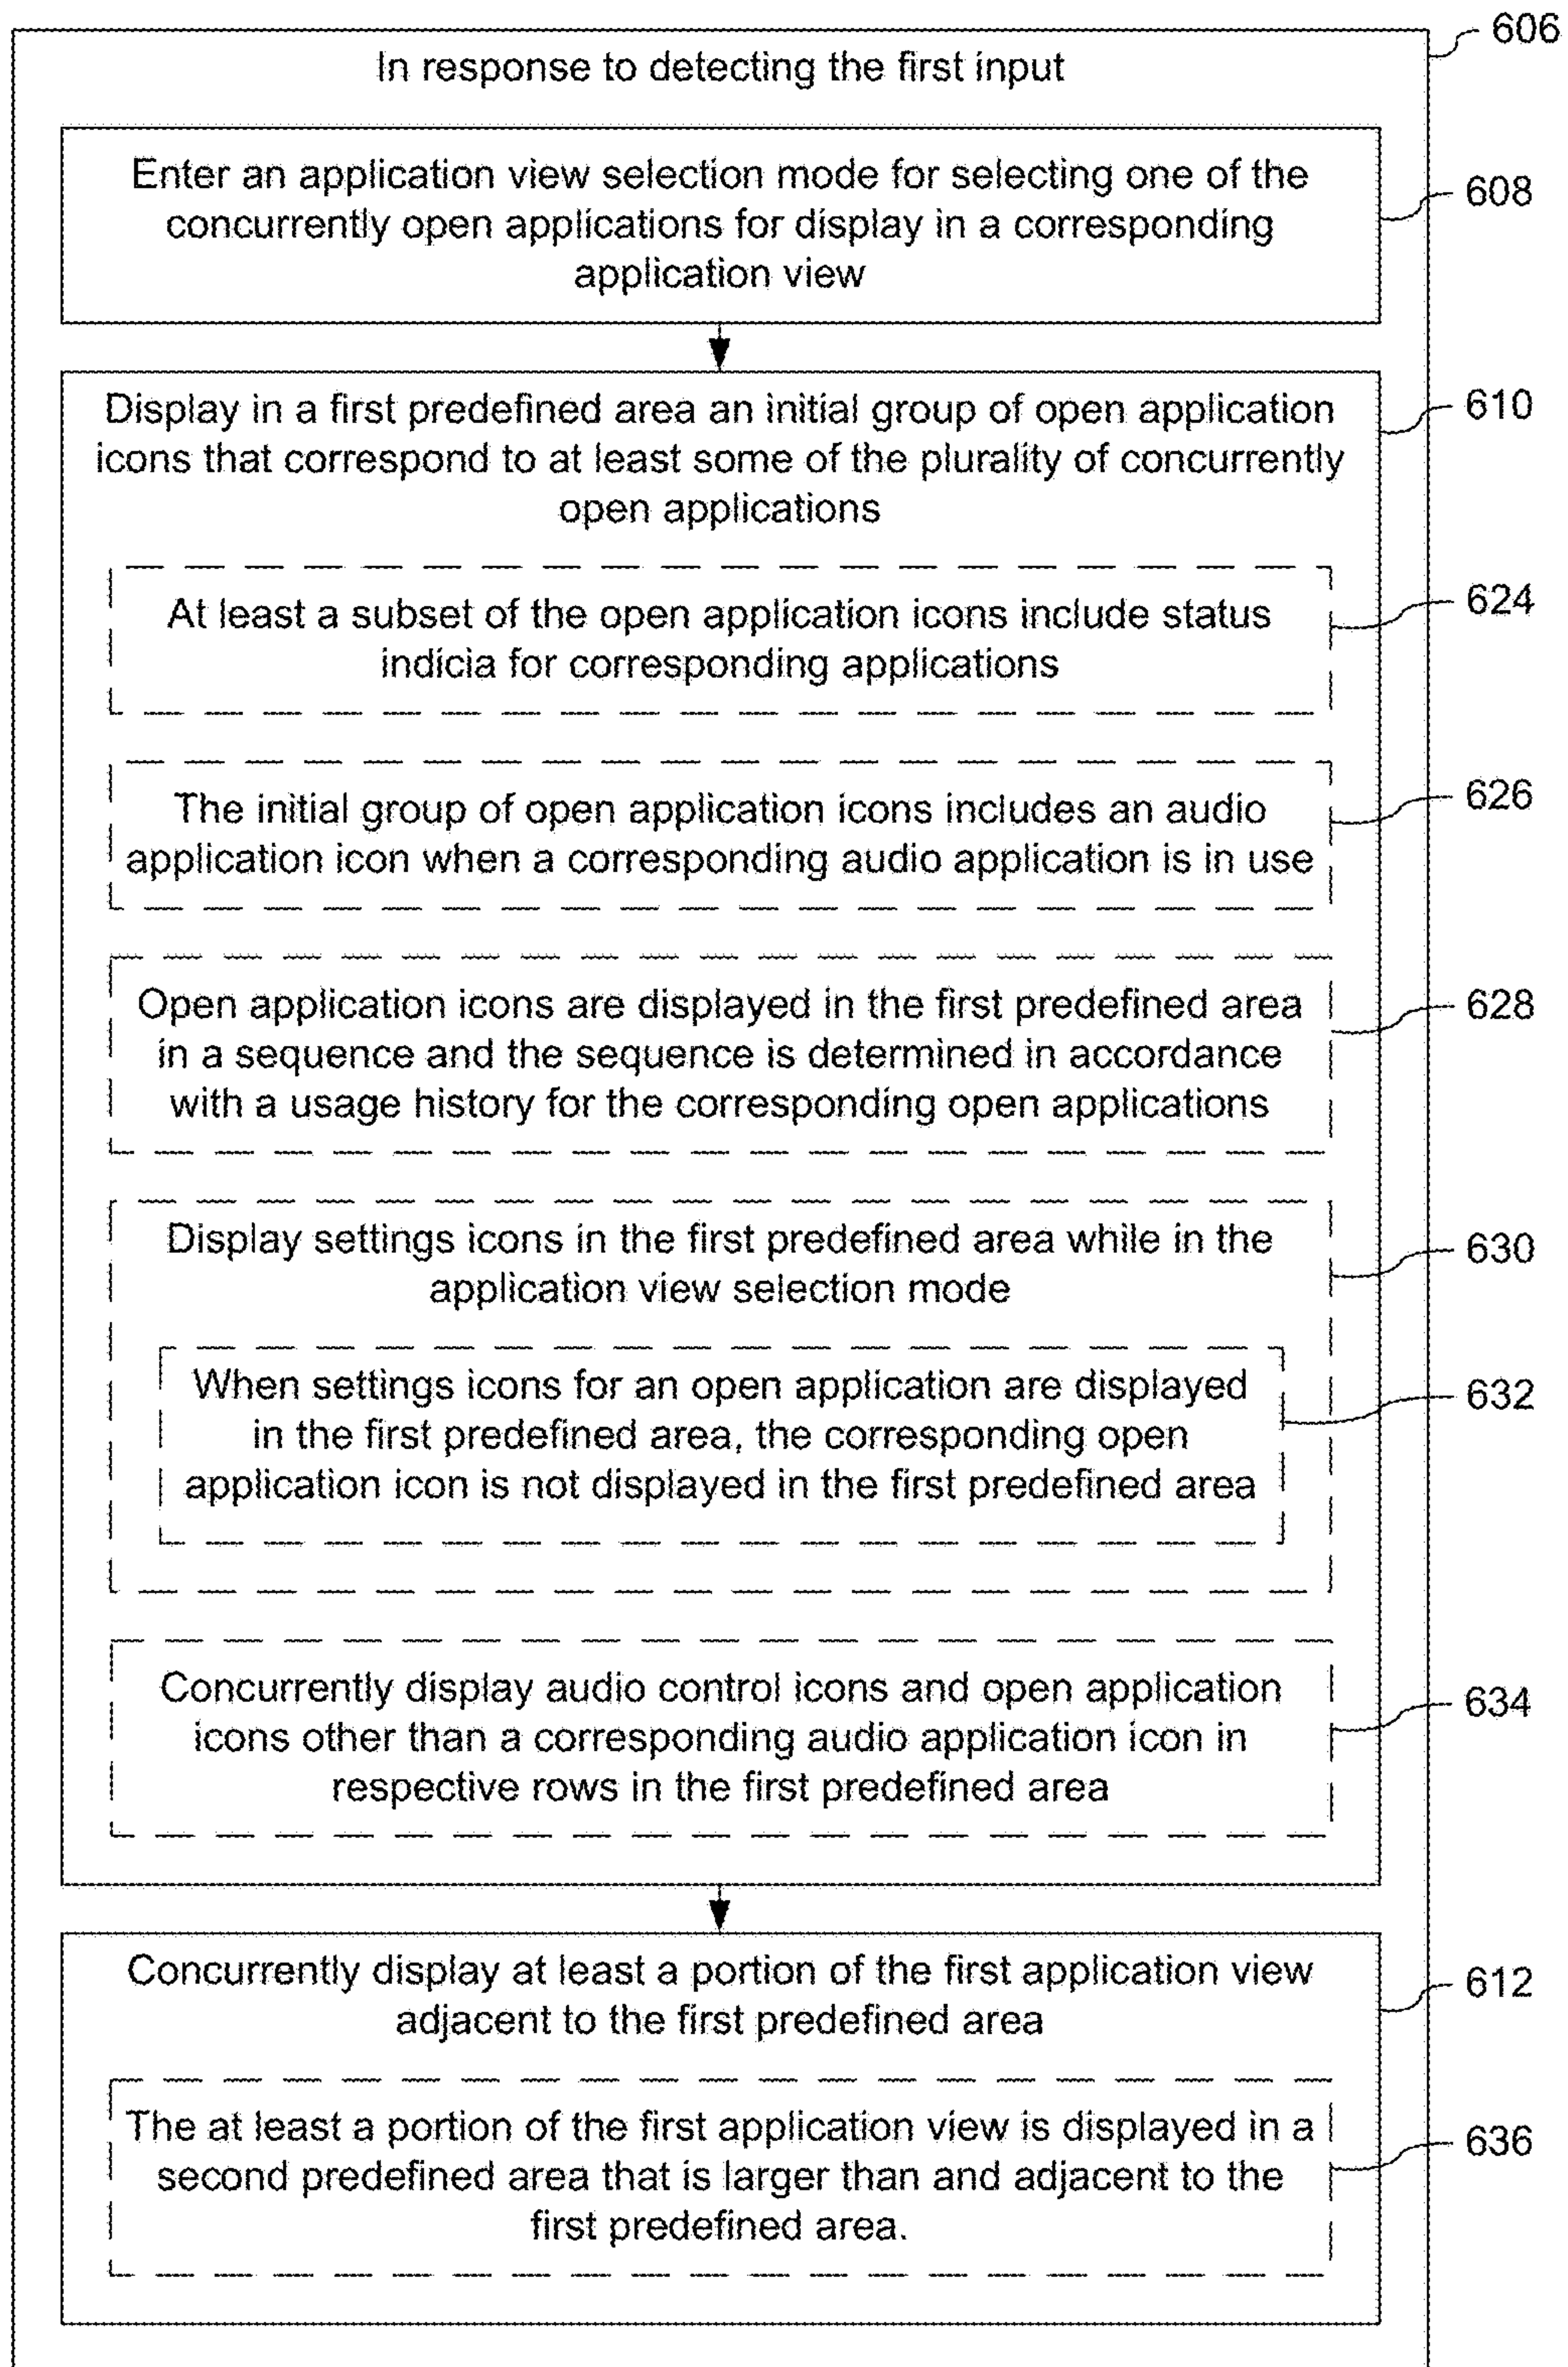 606
In response to detecting the first input
Enter an application view selection mode for selecting one of the
concurrently open applications for display in a corresponding
application view
608
Display in a first predefined area an initial group of open application
icons that correspond to at least some of the plurality of concurrently
open applications
610
At least a subset of the open application icons include status
indicia for corresponding applications
624
The initial group of open application icons includes an audio
application icon when a corresponding audio application is in use
626
Open application icons are displayed in the first predefined area
in a sequence and the sequence is determined in accordance
with a usage history for the corresponding open applications
628
Display settings icons in the first predefined area while in the
application view selection mode
630
When settings icons for an open application are displayed
in the first predefined area, the corresponding open
application icon is not displayed in the first predefined area
632
Concurrently display audio control icons and open application
icons other than a corresponding audio application icon in
respective rows in the first predefined area
634
Concurrently display at least a portion of the first application view
adjacent to the first predefined area
612
The at least a portion of the first application view is displayed in a
second predefined area that is larger than and adjacent to the
first predefined area.
636